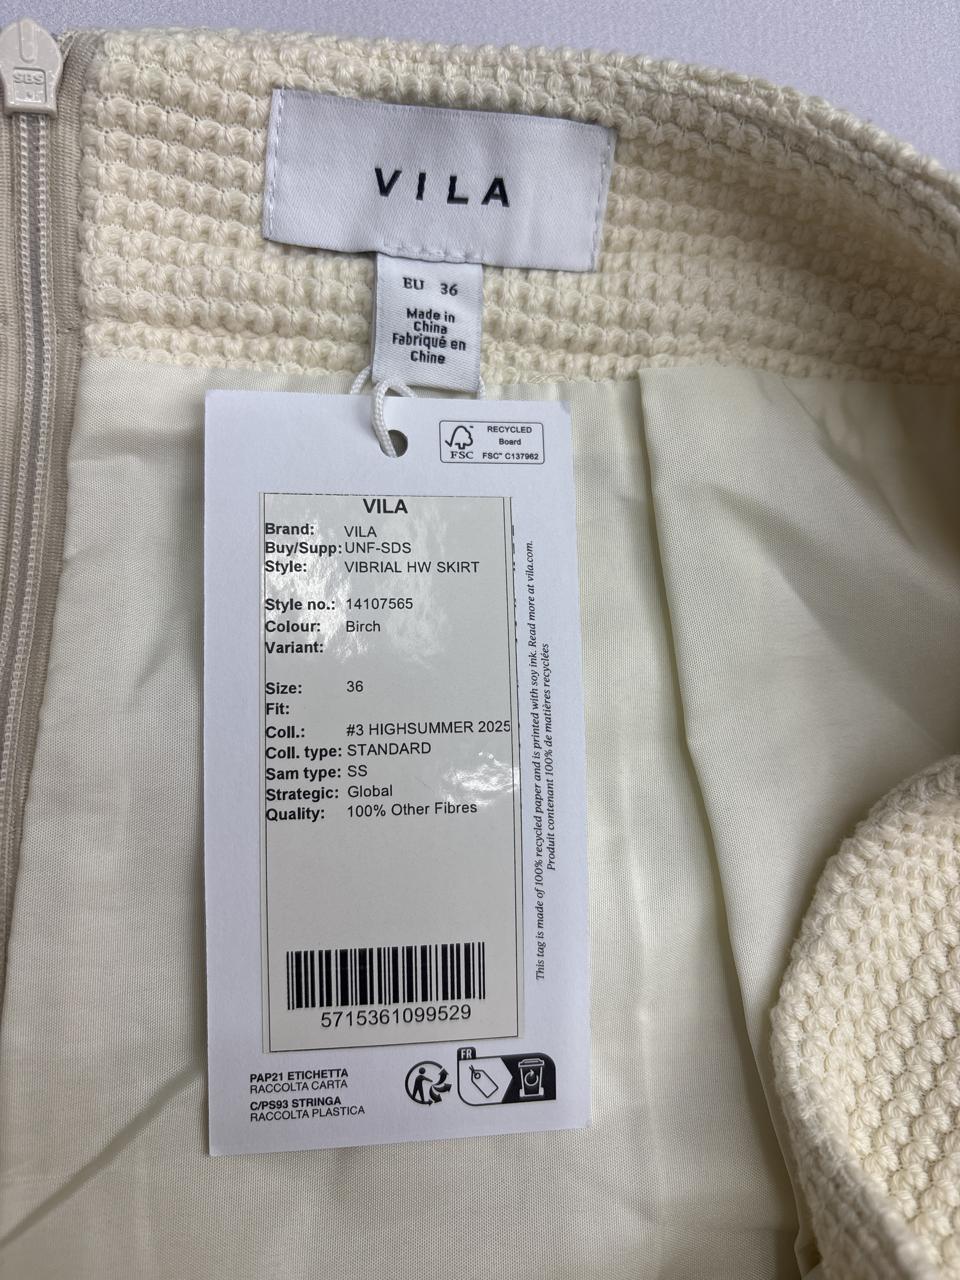 SBS
VILA
EU 36
Made in
China
Fabriqué en
Chine
FSC
RECYCLED
Board
FSC™ C137962
VILA
Brand: VILA
Buy/Supp: UNF-SDS
Style: VIBRIAL HW SKIRT
Style no.: 14107565
Colour: Birch
Variant:
Size: 36
Fit:
Coll.: #3 HIGHSUMMER 2025
Coll. type: STANDARD
Sam type: SS
Strategic: Global
Quality: 100% Other Fibres
5715361099529
This tag is made of 100% recycled paper and is printed with soy ink. Read more at vila.com.
Produit contenant 100% de matières recyclées
PAP21 ETICHETTA
RACCOLTA CARTA
C/PS93 STRINGA
RACCOLTA PLASTICA
FR